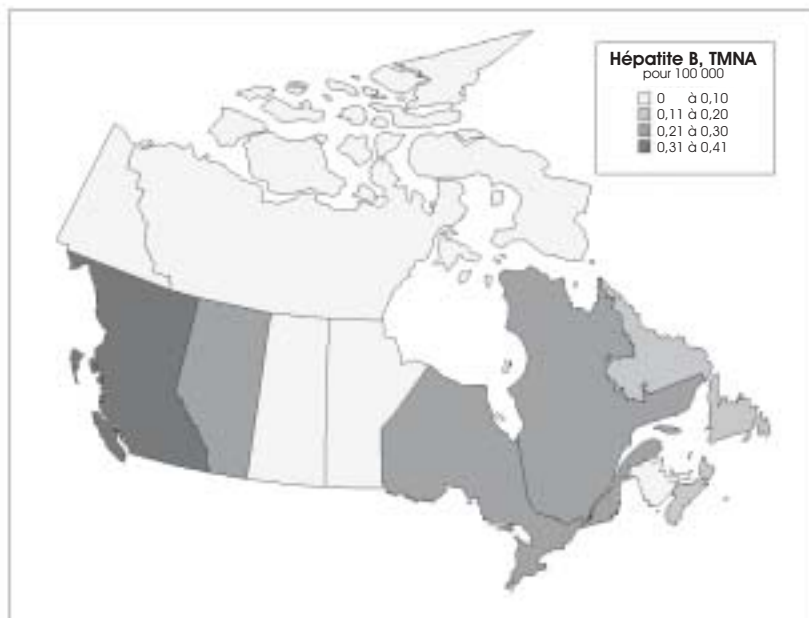 Hépatite B, TMNA
pour 100 000
0 à 0,10
0,11 à 0,20
0,21 à 0,30
0,31 à 0,41